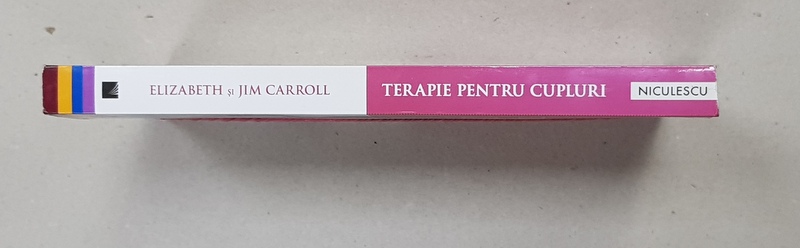 ELIZABETH și JIM CARROLL
TERAPIE PENTRU CUPLURI
NICULESCU